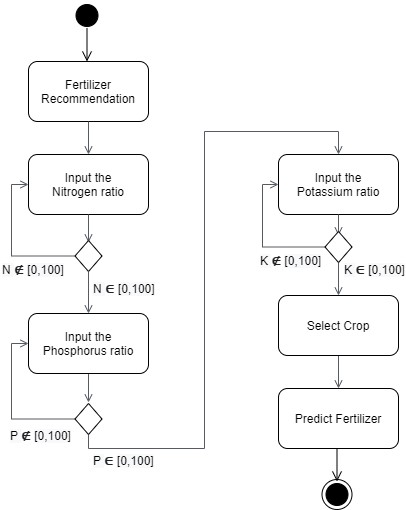 Fertilizer
Recommendation
Input the
Nitrogen ratio
N ∉ [0,100]
N ∈ [0,100]
Input the
Phosphorus ratio
P ∉ [0,100]
P ∈ [0,100]
Input the
Potassium ratio
K ∉ [0,100]
K ∈ [0,100]
Select Crop
Predict Fertilizer